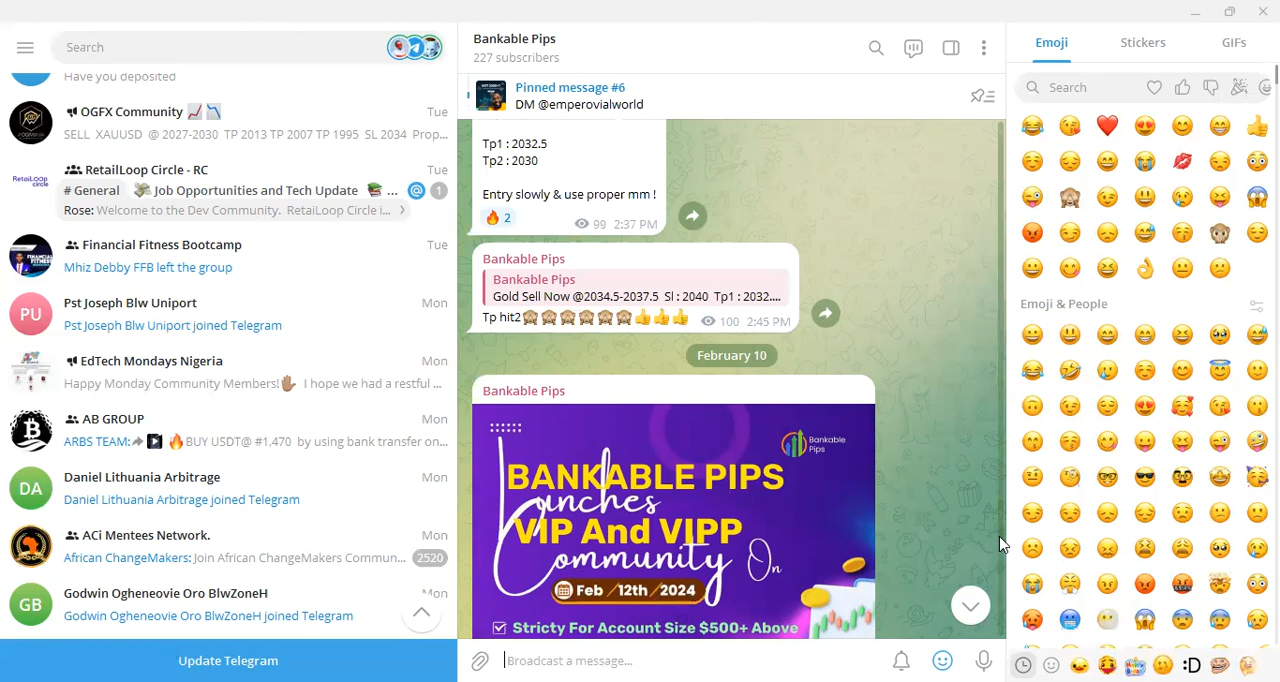 Search
Have you deposited
OGFX Community 📈 📉
Tue
SELL XAUUSD @ 2027-2030 TP 2013 TP 2007 TP 1995 SL 2034 Prop...
RetailLoop Circle - RC
Tue
RetailLoop circle
# General 💸 Job Opportunities and Tech Update 📚 ...
@ 1
Rose: Welcome to the Dev Community. RetaiLoop Circle i...
Financial Fitness Bootcamp
Tue
Mhiz Debby FFB left the group
PU
Pst Joseph Blw Uniport
Mon
Pst Joseph Blw Uniport joined Telegram
EdTech Mondays Nigeria
Mon
Happy Monday Community Members!✋🏽 I hope we had a restful ...
AB GROUP
Mon
ARBS TEAM: 🔥BUY USDT@ #1,470 by using bank transfer on...
DA
Daniel Lithuania Arbitrage
Mon
Daniel Lithuania Arbitrage joined Telegram
ACi Mentees Network.
Mon
African ChangeMakers: Join African ChangeMakers Commun...
2520
GB
Godwin Ogheneovie Oro BlwZoneH
Mon
Godwin Ogheneovie Oro BlwZoneH joined Telegram
Update Telegram
Bankable Pips
227 subscribers
Pinned message #6
DM @emperovialworld
Tp1 : 2032.5
Tp2 : 2030
Entry slowly & use proper mm !
🔥 2
99 2:37 PM
Bankable Pips
Bankable Pips
Gold Sell Now @2034.5-2037.5 Sl : 2040 Tp1 : 2032....
Tp hit2🙈🙈🙈🙈🙈🙈👍👍👍
100 2:45 PM
February 10
Bankable Pips
Bankable Pips
BANKABLE PIPS
Launches
VIP And VIPP
Community On
Feb /12th /2024
Stricty For Account Size $500+ Above
Broadcast a message...
Emoji
Stickers
GIFs
Search
Emoji & People
:D